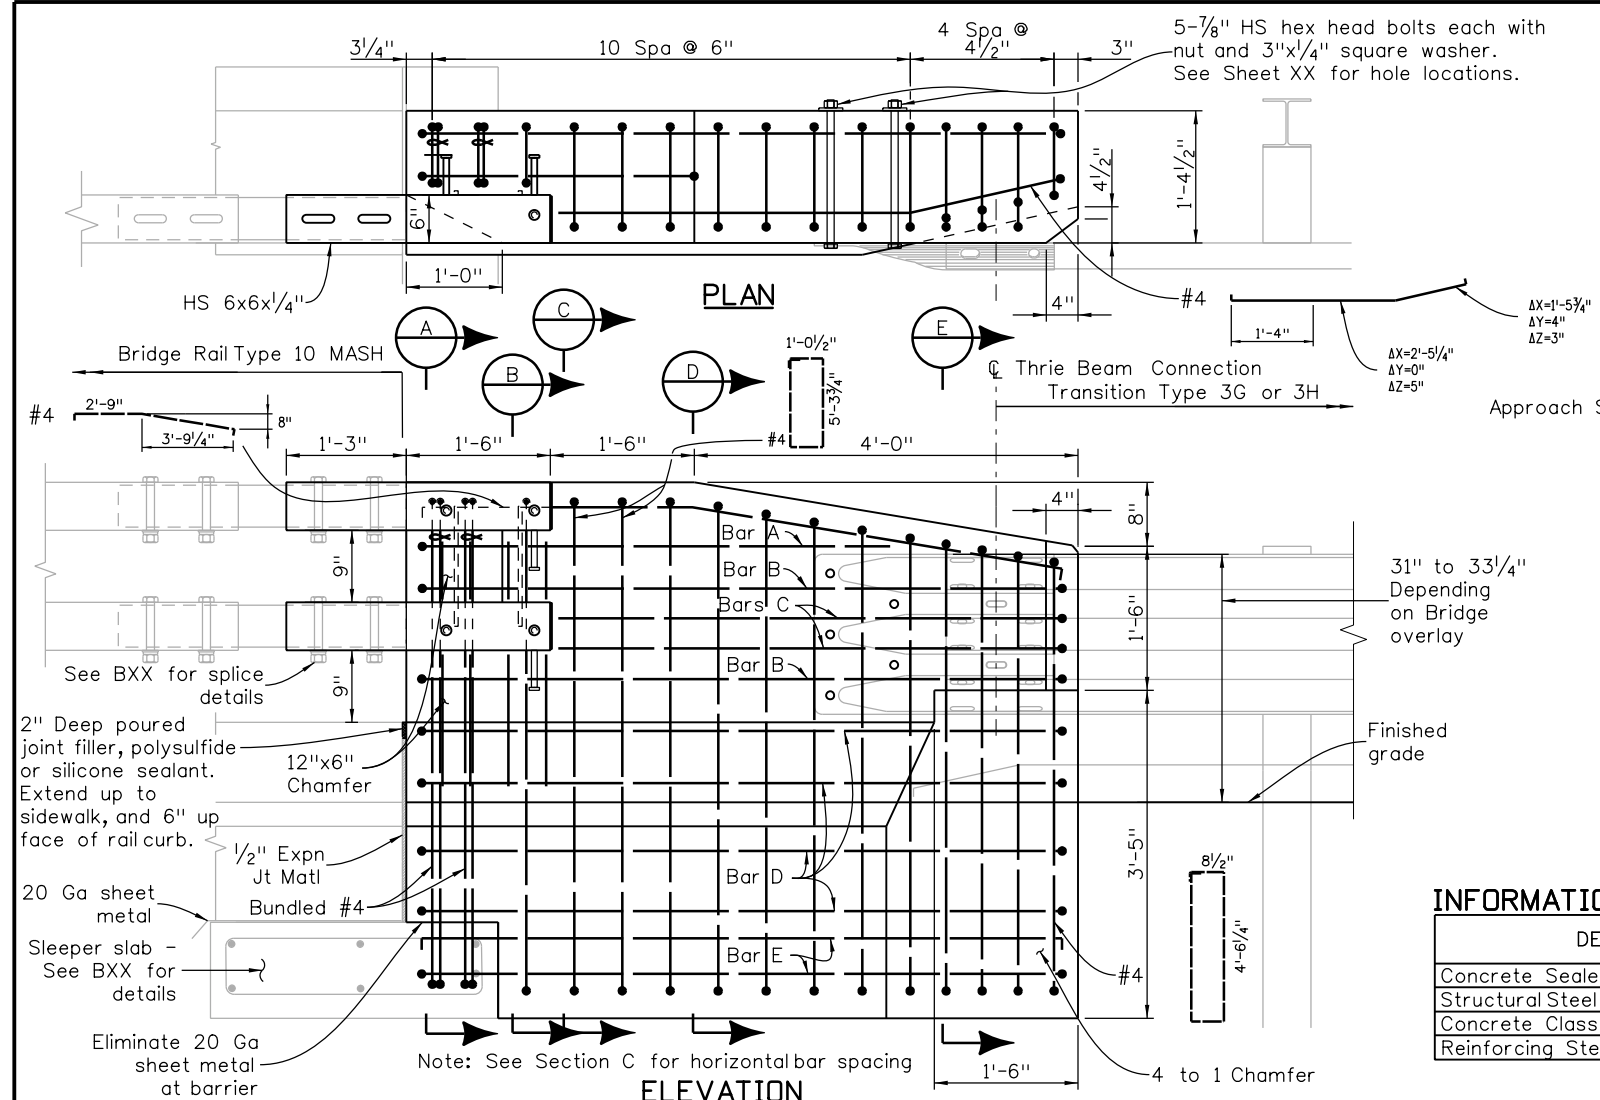 4 Spa @
4½"
3¼"
10 Spa @ 6"
3"
5-⅞" HS hex head bolts each with
nut and 3"x¼" square washer.
See Sheet XX for hole locations.
6"
4½"
1'-4½"
1'-0"
HS 6x6x¼"
PLAN
4"
#4
1'-4"
ΔX=1'-5¾"
ΔY=4"
ΔZ=3"
ΔX=2'-5¼"
ΔY=0"
ΔZ=5"
A
C
B
D
E
Bridge Rail Type 10 MASH
1'-0½"
5'-3¾"
℄ Thrie Beam Connection
Transition Type 3G or 3H
Approach S
#4
2'-9"
8"
3'-9¼"
1'-3"
1'-6"
1'-6"
#4
4'-0"
4"
8"
9"
Bar A
Bar B
Bars C
Bar B
1'-6"
31" to 33¼"
Depending
on Bridge
overlay
See BXX for splice
details
9"
2" Deep poured
joint filler, polysulfide
or silicone sealant.
Extend up to
sidewalk, and 6" up
face of rail curb.
12"x6"
Chamfer
Finished
grade
½" Expn
Jt Matl
3'-5"
Bar D
8½"
4'-6¼"
20 Ga sheet
metal
Bundled #4
Sleeper slab -
See BXX for
details
Bar E
#4
INFORMATIO
DE
Concrete Seale
Structural Steel
Concrete Class
Reinforcing Ste
Eliminate 20 Ga
sheet metal
at barrier
Note: See Section C for horizontal bar spacing
ELEVATION
1'-6"
4 to 1 Chamfer